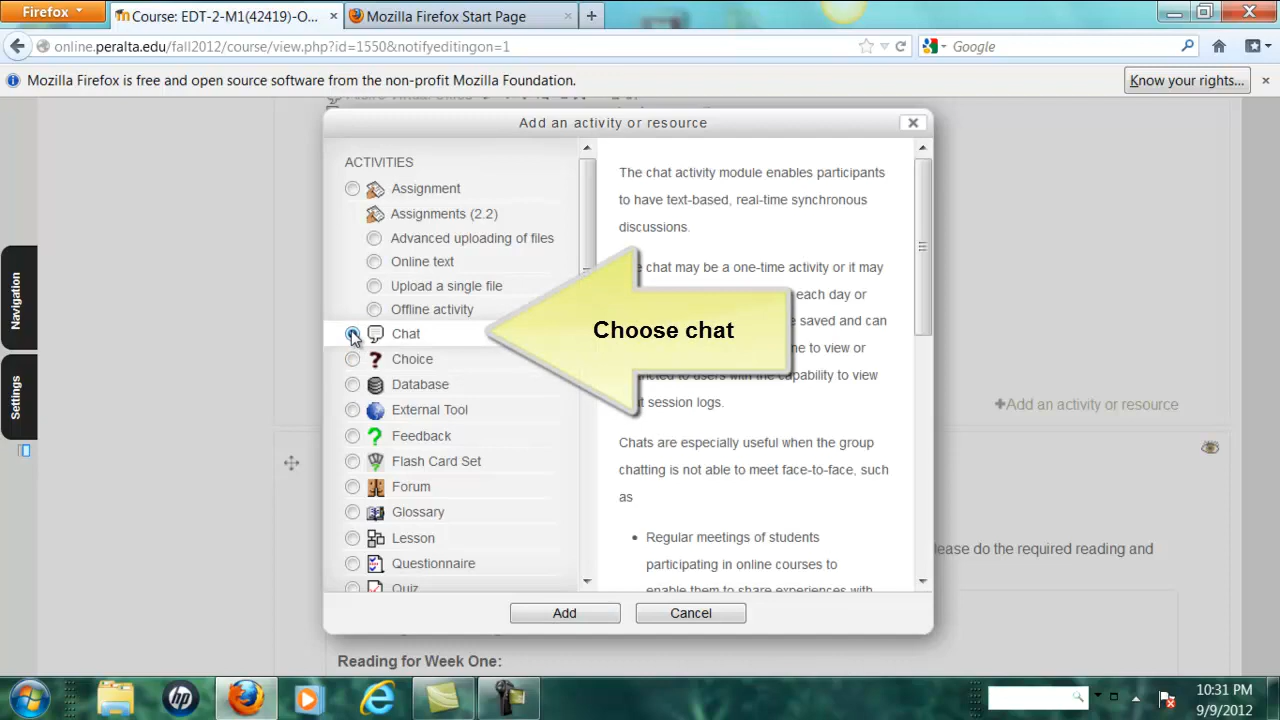 Firefox
Course: EDT-2-M1(42419)-O...
Mozilla Firefox Start Page
online.peralta.edu/fall2012/course/view.php?id=1550&notifyeditingon=1
Google
Mozilla Firefox is free and open source software from the non-profit Mozilla Foundation.
Know your rights...
Navigation
Settings
Add an activity or resource
ACTIVITIES
Assignment
Assignments (2.2)
Advanced uploading of files
Online text
Upload a single file
Offline activity
Chat
Choice
Database
External Tool
Feedback
Flash Card Set
Forum
Glossary
Lesson
Questionnaire
Quiz
The chat activity module enables participants
to have text-based, real-time synchronous
discussions.
chat may be a one-time activity or it may
each day or
saved and can
to view or
to users with the capability to view
session logs.
Chats are especially useful when the group
chatting is not able to meet face-to-face, such
as
• Regular meetings of students
participating in online courses to
enable them to share experiences with
Choose chat
Add
Cancel
+Add an activity or resource
ease do the required reading and
Reading for Week One:
10:31 PM
9/9/2012